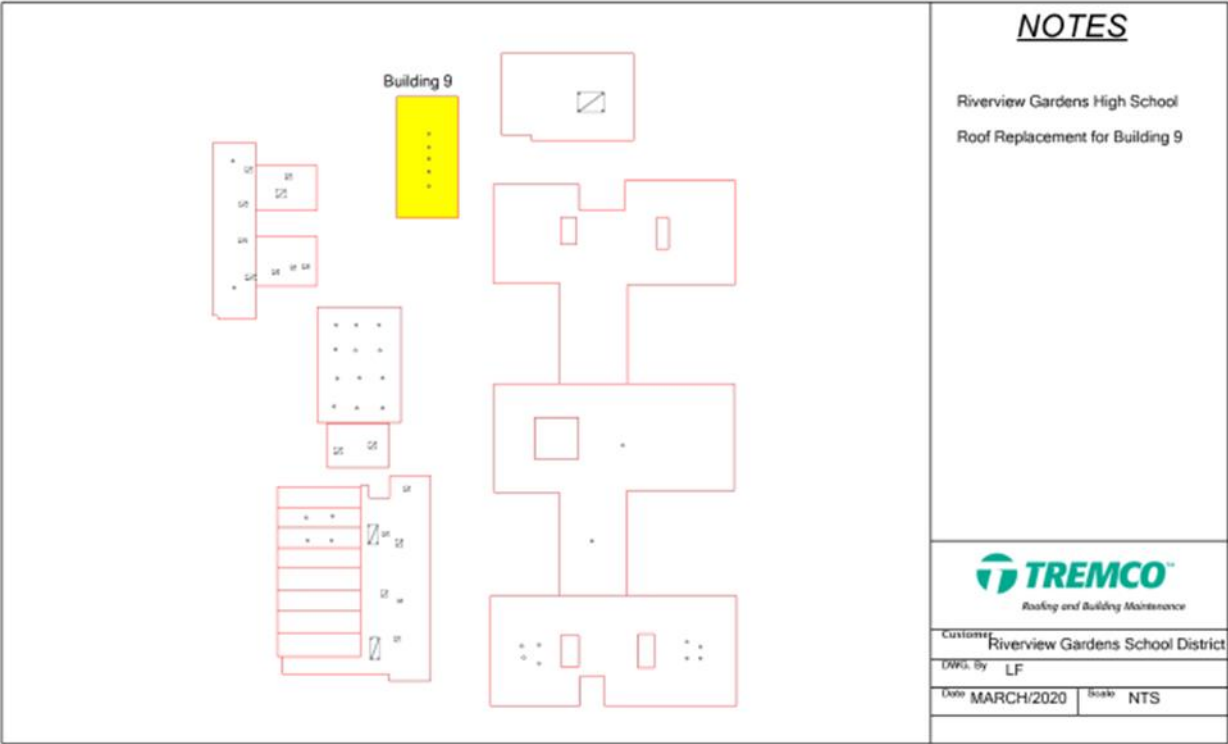 Building 9
NOTES
Riverview Gardens High School
Roof Replacement for Building 9
TREMCO™
Roofing and Building Maintenance
Customer Riverview Gardens School District
DWG. By LF
Date MARCH/2020 Scale NTS